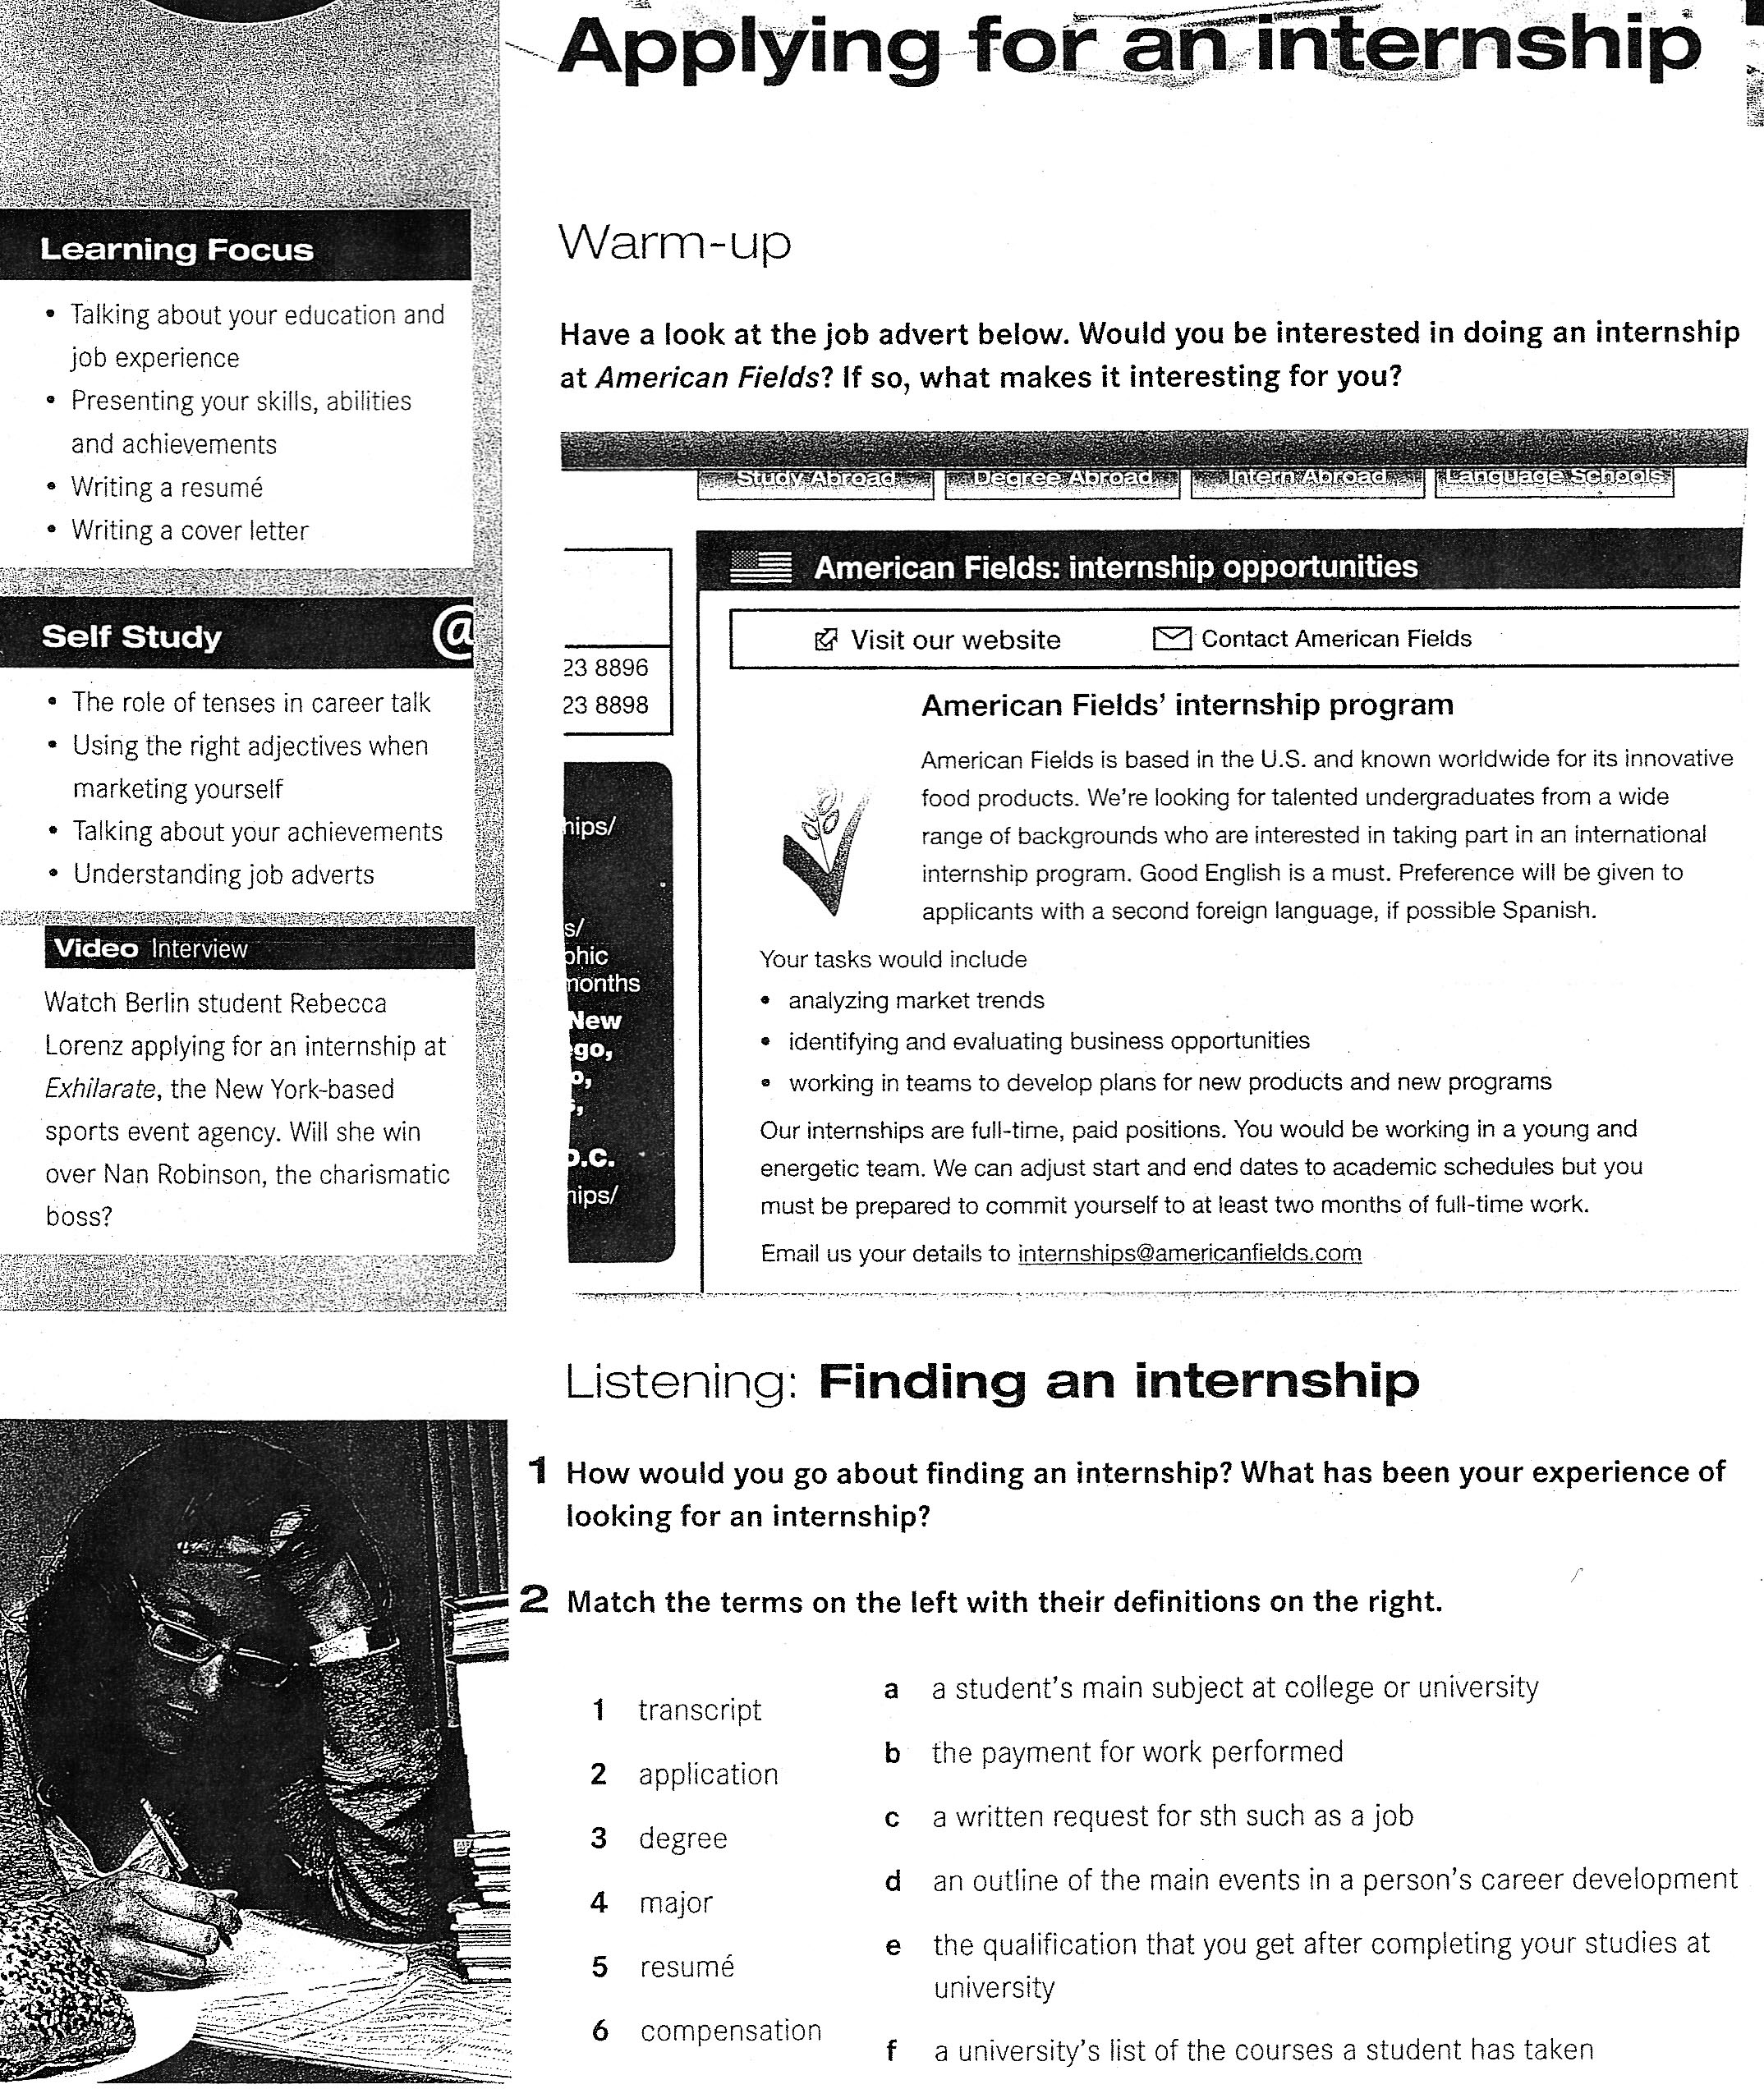 Applying for an internship
Learning Focus
• Talking about your education and
job experience
• Presenting your skills, abilities
and achievements
• Writing a resumé
• Writing a cover letter
Self Study @
• The role of tenses in career talk
• Using the right adjectives when
marketing yourself
• Talking about your achievements
• Understanding job adverts
Video Interview
Watch Berlin student Rebecca
Lorenz applying for an internship at
Exhilarate, the New York-based
sports event agency. Will she win
over Nan Robinson, the charismatic
boss?
Warm-up
Have a look at the job advert below. Would you be interested in doing an internship
at American Fields? If so, what makes it interesting for you?
Study Abroad Degree Abroad Intern Abroad Language Schools
23 8896
23 8898
hips/
s/
phic
months
New
go,
o,
s,
D.C.
hips/
American Fields: internship opportunities
Visit our website Contact American Fields
American Fields' internship program
American Fields is based in the U.S. and known worldwide for its innovative
food products. We're looking for talented undergraduates from a wide
range of backgrounds who are interested in taking part in an international
internship program. Good English is a must. Preference will be given to
applicants with a second foreign language, if possible Spanish.
Your tasks would include
• analyzing market trends
• identifying and evaluating business opportunities
• working in teams to develop plans for new products and new programs
Our internships are full-time, paid positions. You would be working in a young and
energetic team. We can adjust start and end dates to academic schedules but you
must be prepared to commit yourself to at least two months of full-time work.
Email us your details to internships@americanfields.com
Listening: Finding an internship
1 How would you go about finding an internship? What has been your experience of
looking for an internship?
2 Match the terms on the left with their definitions on the right.
1 transcript
2 application
3 degree
4 major
5 resumé
6 compensation
a a student's main subject at college or university
b the payment for work performed
c a written request for sth such as a job
d an outline of the main events in a person's career development
e the qualification that you get after completing your studies at
university
f a university's list of the courses a student has taken